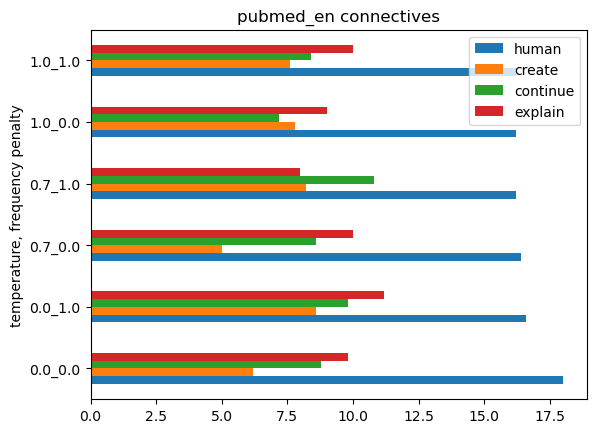 pubmed_en connectives
human
create
continue
explain
temperature, frequency penalty
1.0_1.0
1.0_0.0
0.7_1.0
0.7_0.0
0.0_1.0
0.0_0.0
0.0 2.5 5.0 7.5 10.0 12.5 15.0 17.5